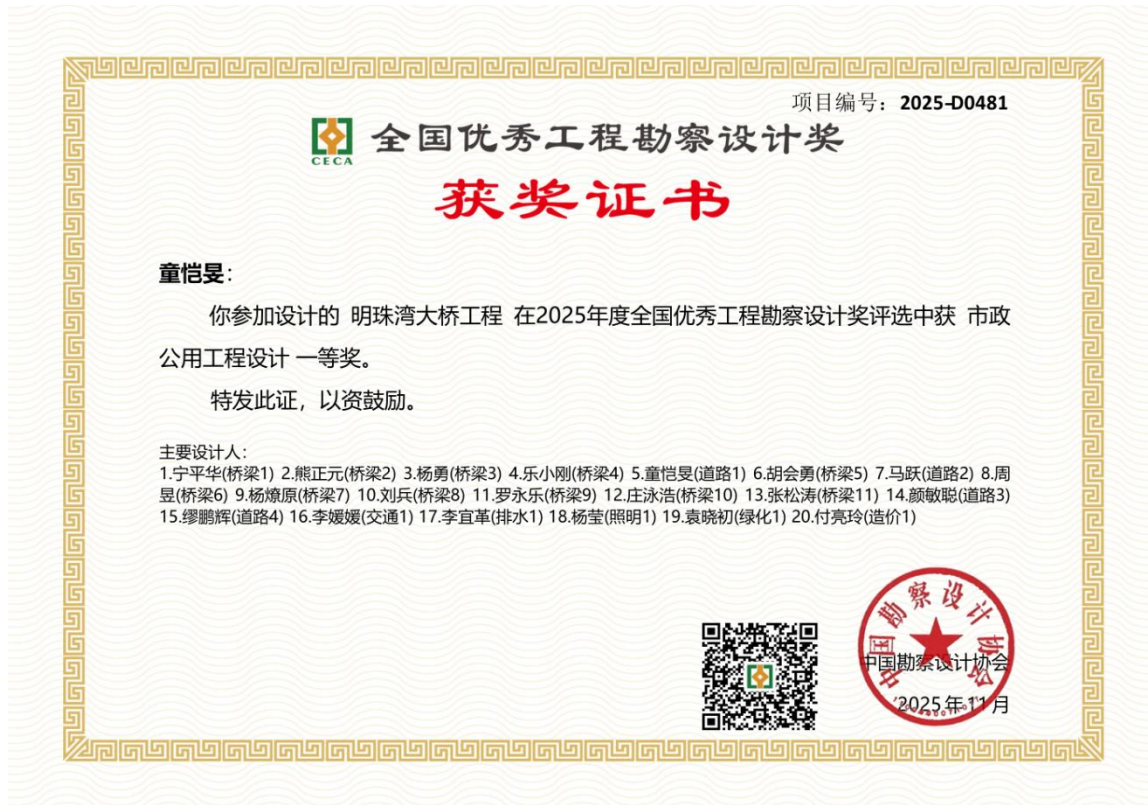 项目编号：2025-D0481
CECA
全国优秀工程勘察设计奖
获奖证书
童恺旻：
你参加设计的 明珠湾大桥工程 在2025年度全国优秀工程勘察设计奖评选中获 市政
公用工程设计 一等奖。
特发此证，以资鼓励。
主要设计人：
1.宁平华(桥梁1) 2.熊正元(桥梁2) 3.杨勇(桥梁3) 4.乐小刚(桥梁4) 5.童恺旻(道路1) 6.胡会勇(桥梁5) 7.马跃(道路2) 8.周
昱(桥梁6) 9.杨燎原(桥梁7) 10.刘兵(桥梁8) 11.罗永乐(桥梁9) 12.庄泳浩(桥梁10) 13.张松涛(桥梁11) 14.颜敏聪(道路3)
15.缪鹏辉(道路4) 16.李媛媛(交通1) 17.李宜革(排水1) 18.杨莹(照明1) 19.袁晓初(绿化1) 20.付亮玲(造价1)
中国勘察设计协会
中国勘察设计协会
2025年11月